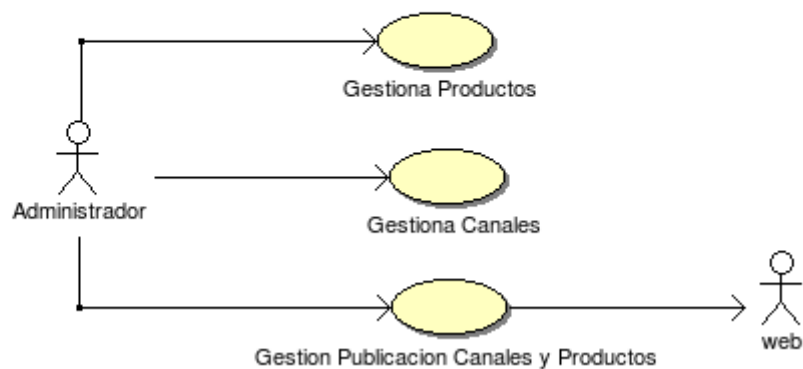 Gestiona Productos
Administrador
Gestiona Canales
web
Gestion Publicacion Canales y Productos